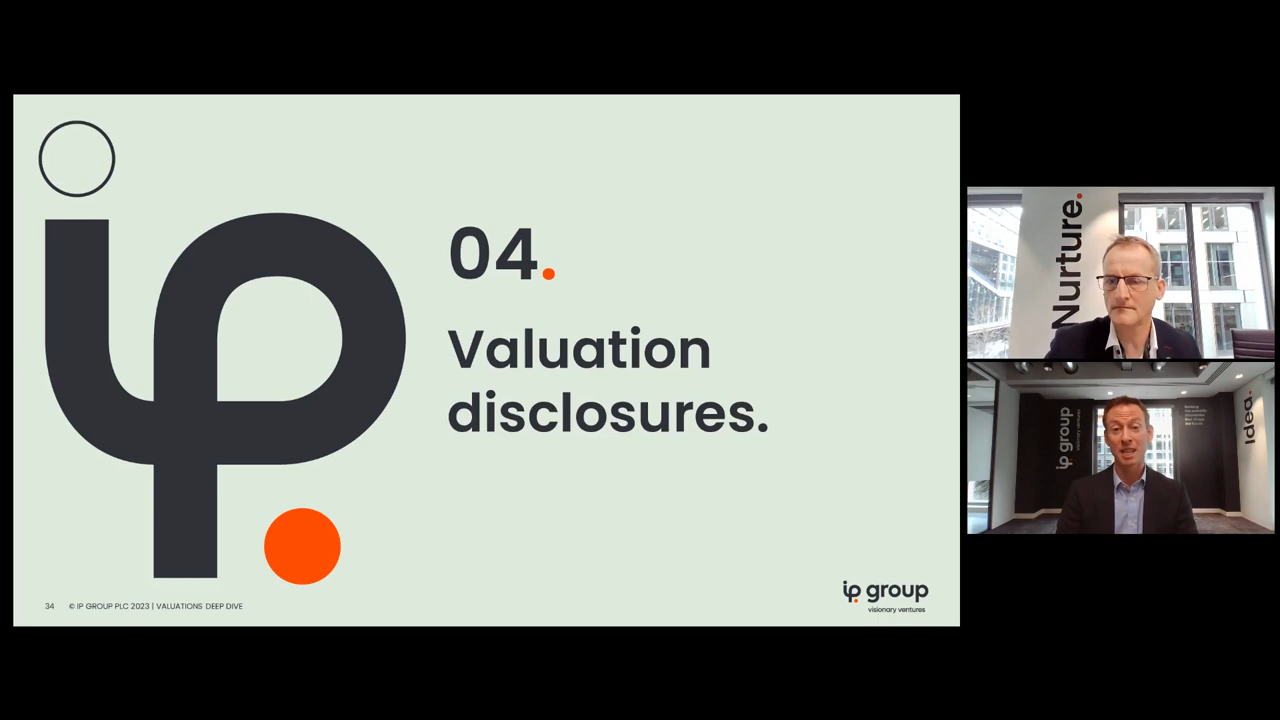 04.
Valuation
disclosures.
34 © IP GROUP PLC 2023 | VALUATIONS DEEP DIVE
ip group
visionary ventures
Nurture.
ip group
visionary ventures
Idea.